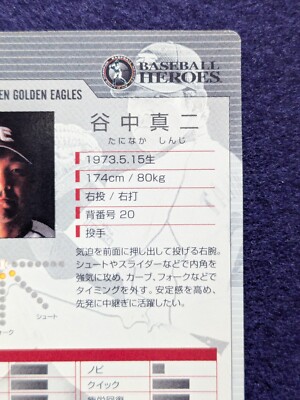 BASEBALL
HEROES
EN GOLDEN EAGLES
谷中真二
たになか しんじ
1973.5.15生
174cm / 80kg
右投 / 右打
背番号 20
投手
気迫を前面に押し出して投げる右腕。
シュートやスライダーなどで内角を
強気に攻め、カーブ、フォークなどで
タイミングを外す。安定感を高め、
先発に中継ぎに活躍したい。
シュート
ォーク
ノビ
クイック